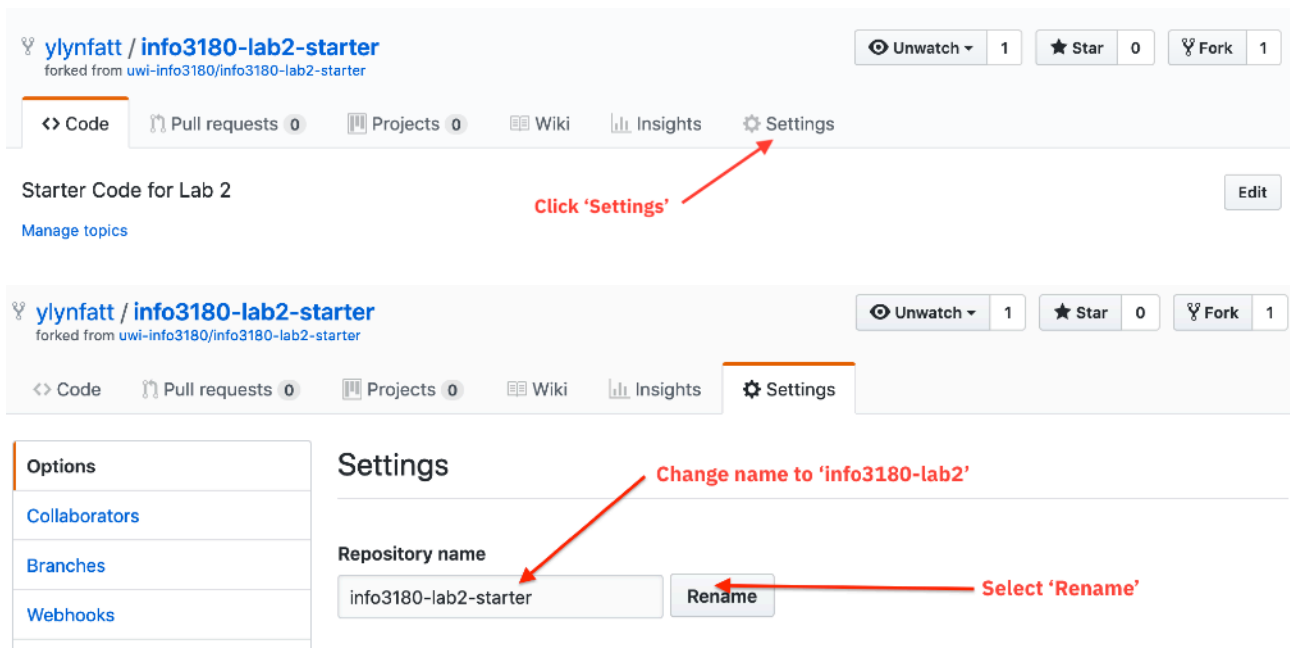 ylynfatt / info3180-lab2-starter
Unwatch 1 Star 0 Fork 1
forked from uwi-info3180/info3180-lab2-starter
<> Code Pull requests 0 Projects 0 Wiki Insights Settings
Starter Code for Lab 2
Edit
Click ‘Settings’
Manage topics
ylynfatt / info3180-lab2-starter
Unwatch 1 Star 0 Fork 1
forked from uwi-info3180/info3180-lab2-starter
<> Code Pull requests 0 Projects 0 Wiki Insights Settings
Options
Collaborators
Branches
Webhooks
Settings
Change name to ‘info3180-lab2’
Repository name
info3180-lab2-starter
Rename
Select ‘Rename’